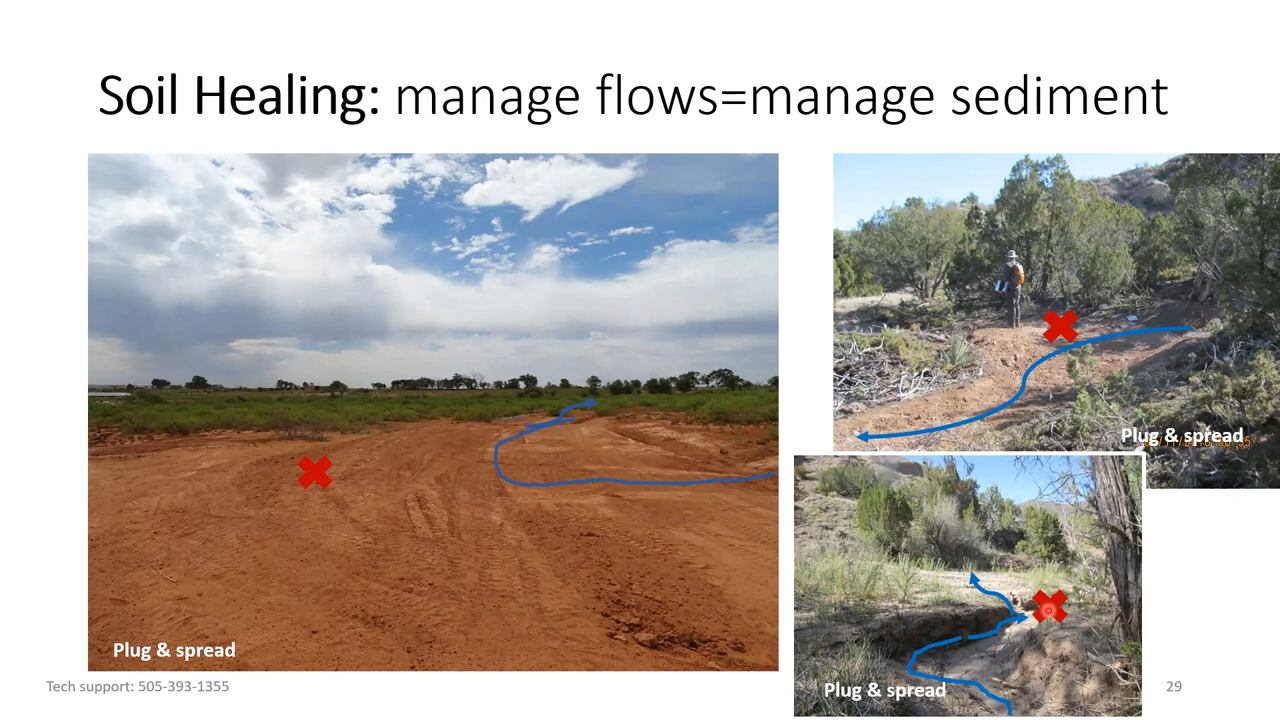 Soil Healing: manage flows=manage sediment
Plug & spread
Plug & spread
Plug & spread
Tech support: 505-393-1355
29